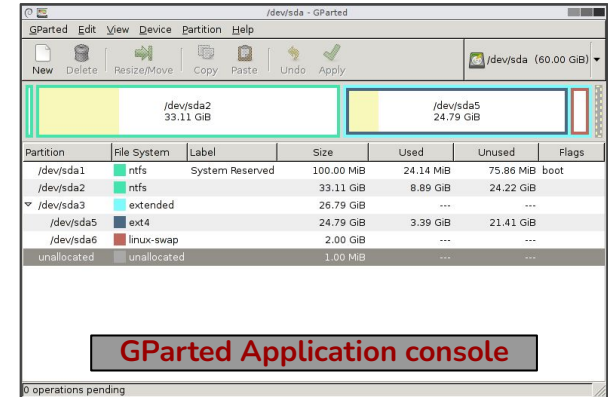 /dev/sda - GParted
GParted Edit View Device Partition Help
New Delete Resize/Move Copy Paste Undo Apply /dev/sda (60.00 GiB)
/dev/sda2 /dev/sda5
33.11 GiB 24.79 GiB
Partition File System Label Size Used Unused Flags
/dev/sda1 ntfs System Reserved 100.00 MiB 24.14 MiB 75.86 MiB boot
/dev/sda2 ntfs 33.11 GiB 8.89 GiB 24.22 GiB
/dev/sda3 extended 26.79 GiB --- ---
/dev/sda5 ext4 24.79 GiB 3.39 GiB 21.41 GiB
/dev/sda6 linux-swap 2.00 GiB --- ---
unallocated unallocated 1.00 MiB --- ---
GParted Application console
0 operations pending